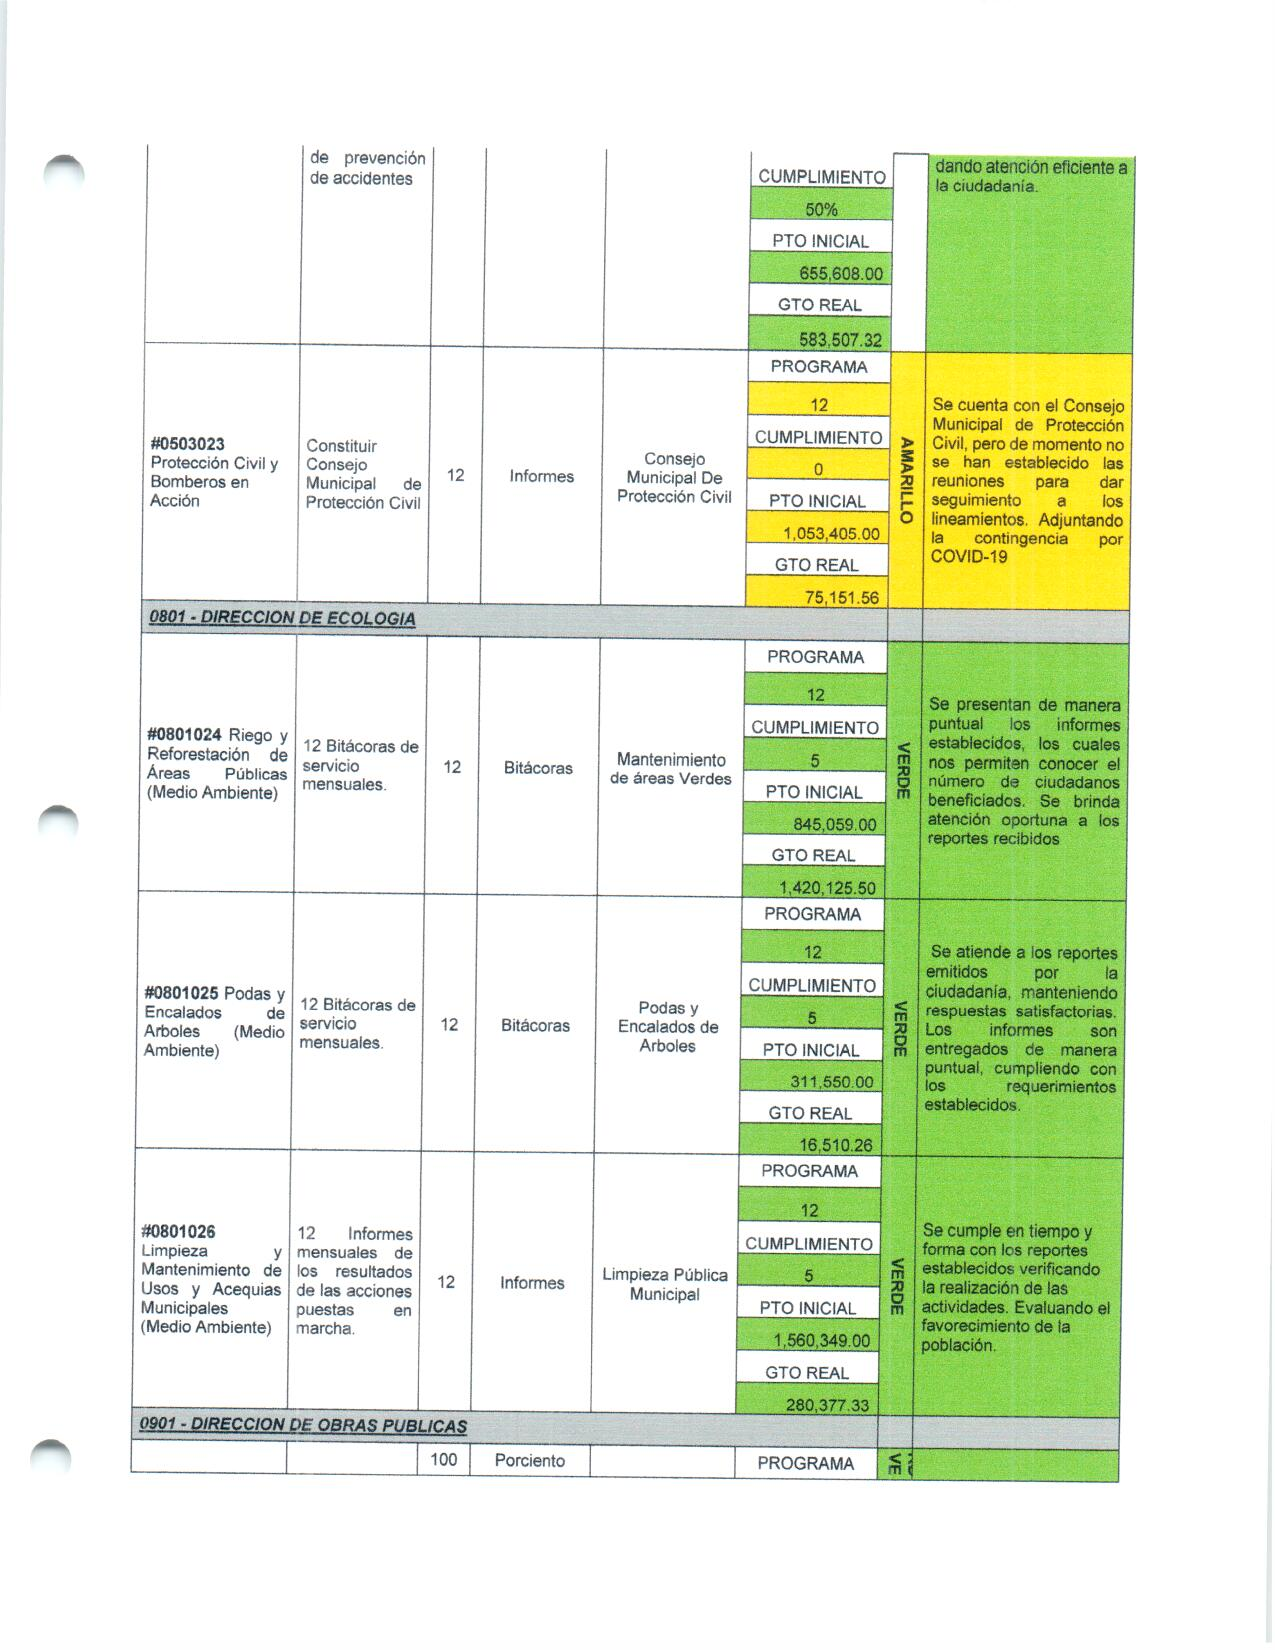 de prevención
de accidentes
CUMPLIMIENTO
50%
PTO INICIAL
655,608.00
GTO REAL
583,507.32
dando atención eficiente a
la ciudadanía.
#0503023
Protección Civil y
Bomberos en
Acción
Constituir
Consejo
Municipal de
Protección Civil
12
Informes
Consejo
Municipal De
Protección Civil
PROGRAMA
12
CUMPLIMIENTO
0
PTO INICIAL
1,053,405.00
GTO REAL
75,151.56
AMARILLO
Se cuenta con el Consejo
Municipal de Protección
Civil, pero de momento no
se han establecido las
reuniones para dar
seguimiento a los
lineamientos. Adjuntando
la contingencia por
COVID-19
0801 - DIRECCION DE ECOLOGIA
#0801024 Riego y
Reforestación de
Áreas Públicas
(Medio Ambiente)
12 Bitácoras de
servicio
mensuales.
12
Bitácoras
Mantenimiento
de áreas Verdes
PROGRAMA
12
CUMPLIMIENTO
5
PTO INICIAL
845,059.00
GTO REAL
1,420,125.50
VERDE
Se presentan de manera
puntual los informes
establecidos, los cuales
nos permiten conocer el
número de ciudadanos
beneficiados. Se brinda
atención oportuna a los
reportes recibidos
#0801025 Podas y
Encalados de
Arboles (Medio
Ambiente)
12 Bitácoras de
servicio
mensuales.
12
Bitácoras
Podas y
Encalados de
Arboles
PROGRAMA
12
CUMPLIMIENTO
5
PTO INICIAL
311,550.00
GTO REAL
16,510.26
VERDE
Se atiende a los reportes
emitidos por la
ciudadanía, manteniendo
respuestas satisfactorias.
Los informes son
entregados de manera
puntual, cumpliendo con
los requerimientos
establecidos.
#0801026
Limpieza y
Mantenimiento de
Usos y Acequias
Municipales
(Medio Ambiente)
12 Informes
mensuales de
los resultados
de las acciones
puestas en
marcha.
12
Informes
Limpieza Pública
Municipal
PROGRAMA
12
CUMPLIMIENTO
5
PTO INICIAL
1,560,349.00
GTO REAL
280,377.33
VERDE
Se cumple en tiempo y
forma con los reportes
establecidos verificando
la realización de las
actividades. Evaluando el
favorecimiento de la
población.
0901 - DIRECCION DE OBRAS PUBLICAS
100
Porciento
PROGRAMA
VE